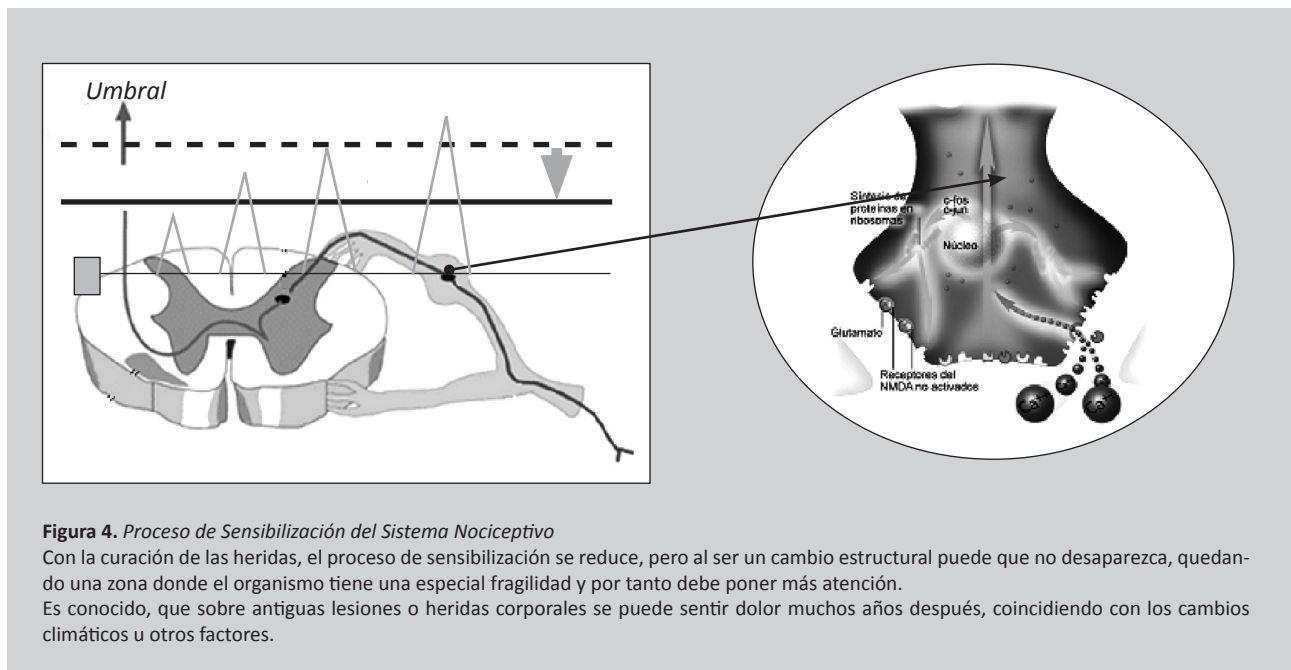 Umbral
Síntesis de
proteínas en
ribosomas
c-fos
c-jun
Núcleo
Glutamato
Receptores del
NMDA no activados
Ca++
Ca++
Figura 4. Proceso de Sensibilización del Sistema Nociceptivo
Con la curación de las heridas, el proceso de sensibilización se reduce, pero al ser un cambio estructural puede que no desaparezca, quedan-
do una zona donde el organismo tiene una especial fragilidad y por tanto debe poner más atención.
Es conocido, que sobre antiguas lesiones o heridas corporales se puede sentir dolor muchos años después, coincidiendo con los cambios
climáticos u otros factores.